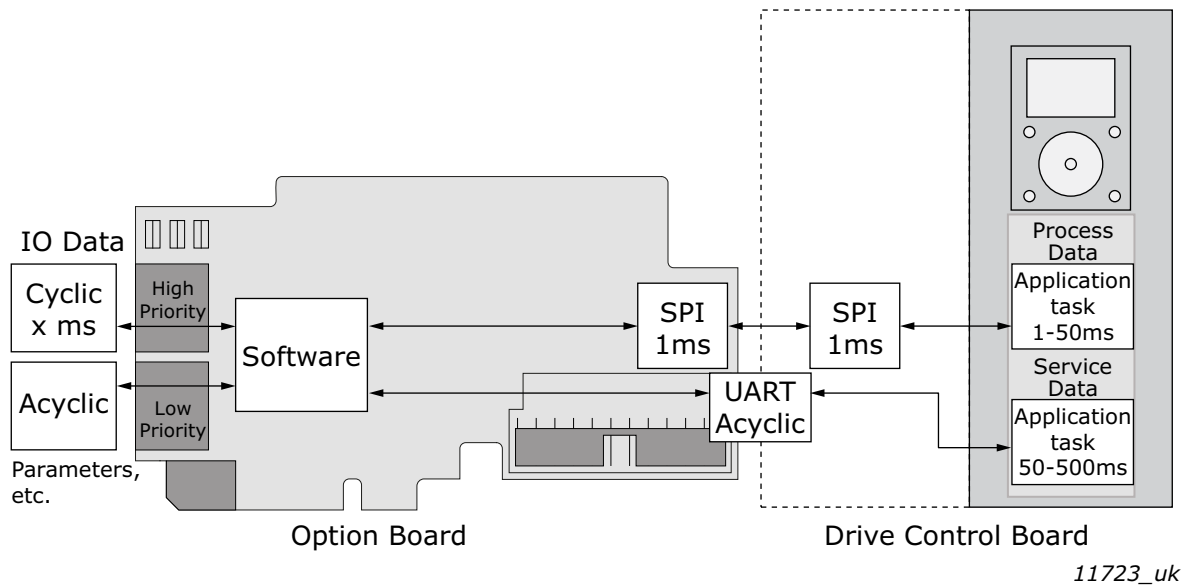 IO Data
Cyclic
x ms
High
Priority
Acyclic
Low
Priority
Parameters,
etc.
Software
SPI
1ms
SPI
1ms
UART
Acyclic
Process
Data
Application
task
1-50ms
Service
Data
Application
task
50-500ms
Option Board
Drive Control Board
11723_uk